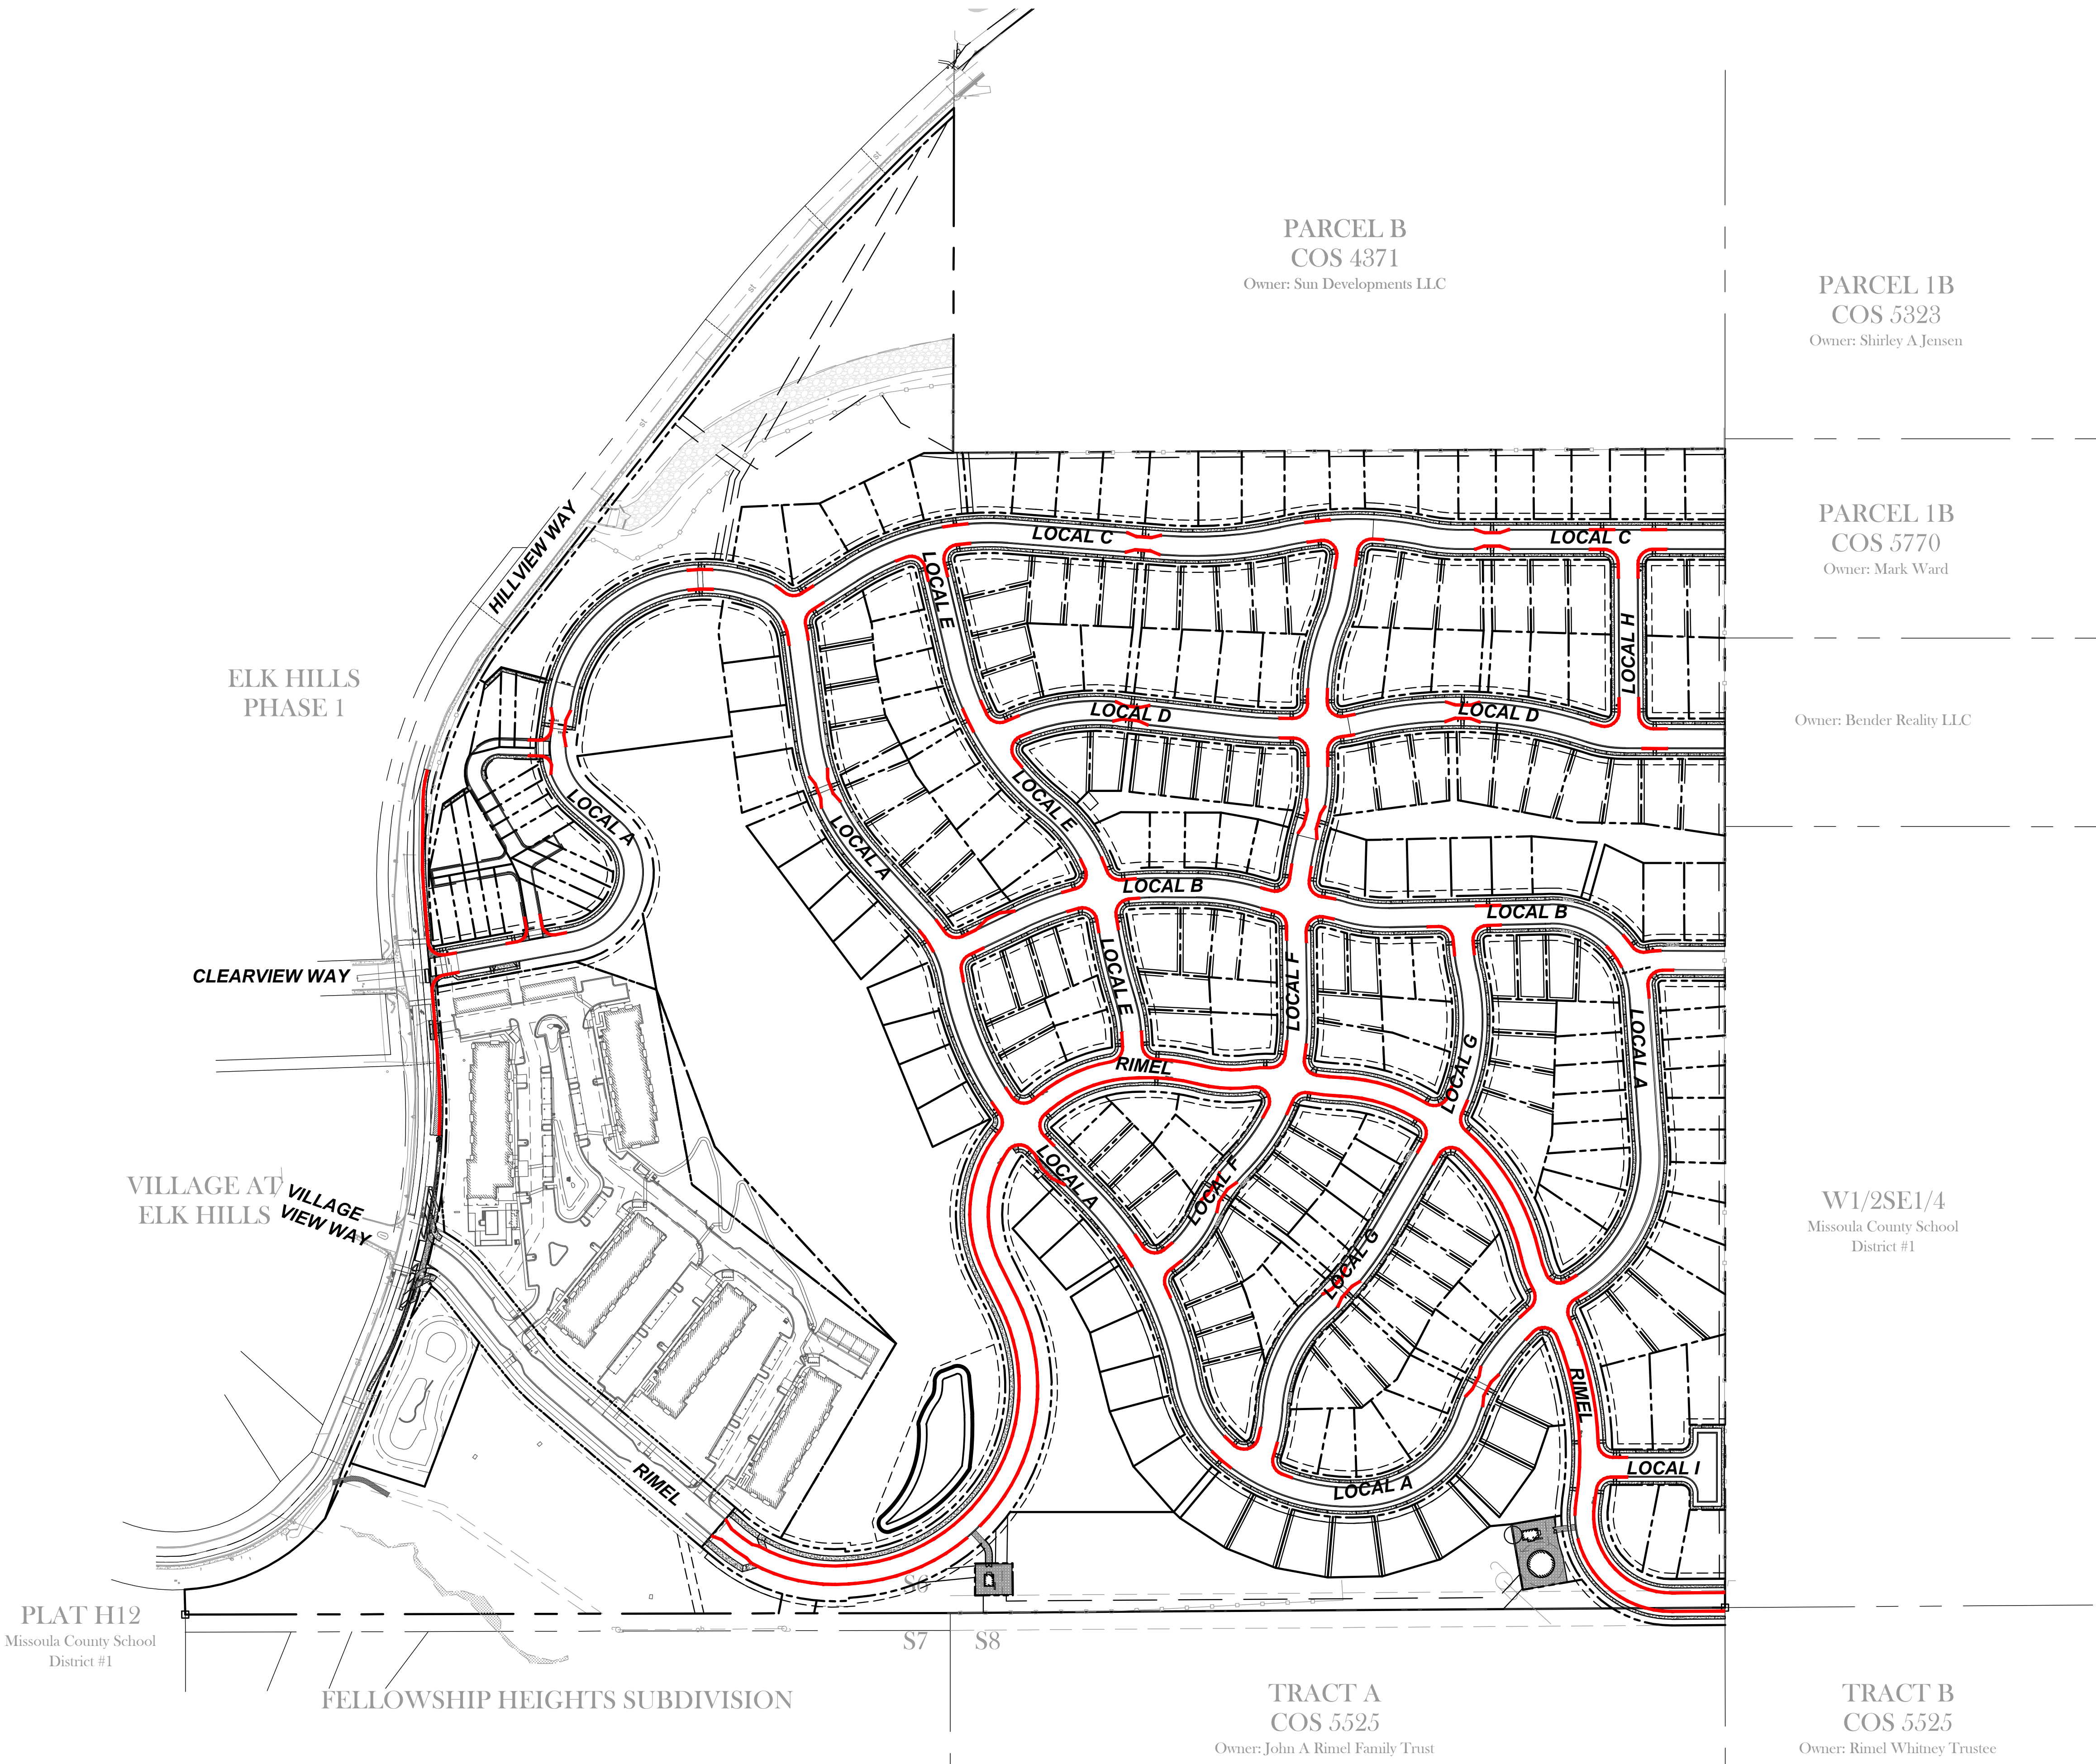 PARCEL B
COS 4371
Owner: Sun Developments LLC
PARCEL 1B
COS 5323
Owner: Shirley A Jensen
PARCEL 1B
COS 5770
Owner: Mark Ward
Owner: Bender Reality LLC
W1/2SE1/4
Missoula County School
District #1
HILLVIEW WAY
st
st
st
st
ELK HILLS
PHASE 1
CLEARVIEW WAY
VILLAGE AT
ELK HILLS
VILLAGE
VIEW WAY
LOCAL C
LOCAL C
LOCAL E
LOCAL H
LOCAL D
LOCAL D
LOCAL A
LOCAL E
LOCAL A
LOCAL B
LOCAL B
LOCAL E
LOCAL F
LOCAL G
LOCAL A
RIMEL
LOCAL A
LOCAL F
LOCAL G
RIMEL
LOCAL I
LOCAL A
RIMEL
S6
S7
S8
PLAT H12
Missoula County School
District #1
FELLOWSHIP HEIGHTS SUBDIVISION
TRACT A
COS 5525
Owner: John A Rimel Family Trust
TRACT B
COS 5525
Owner: Rimel Whitney Trustee